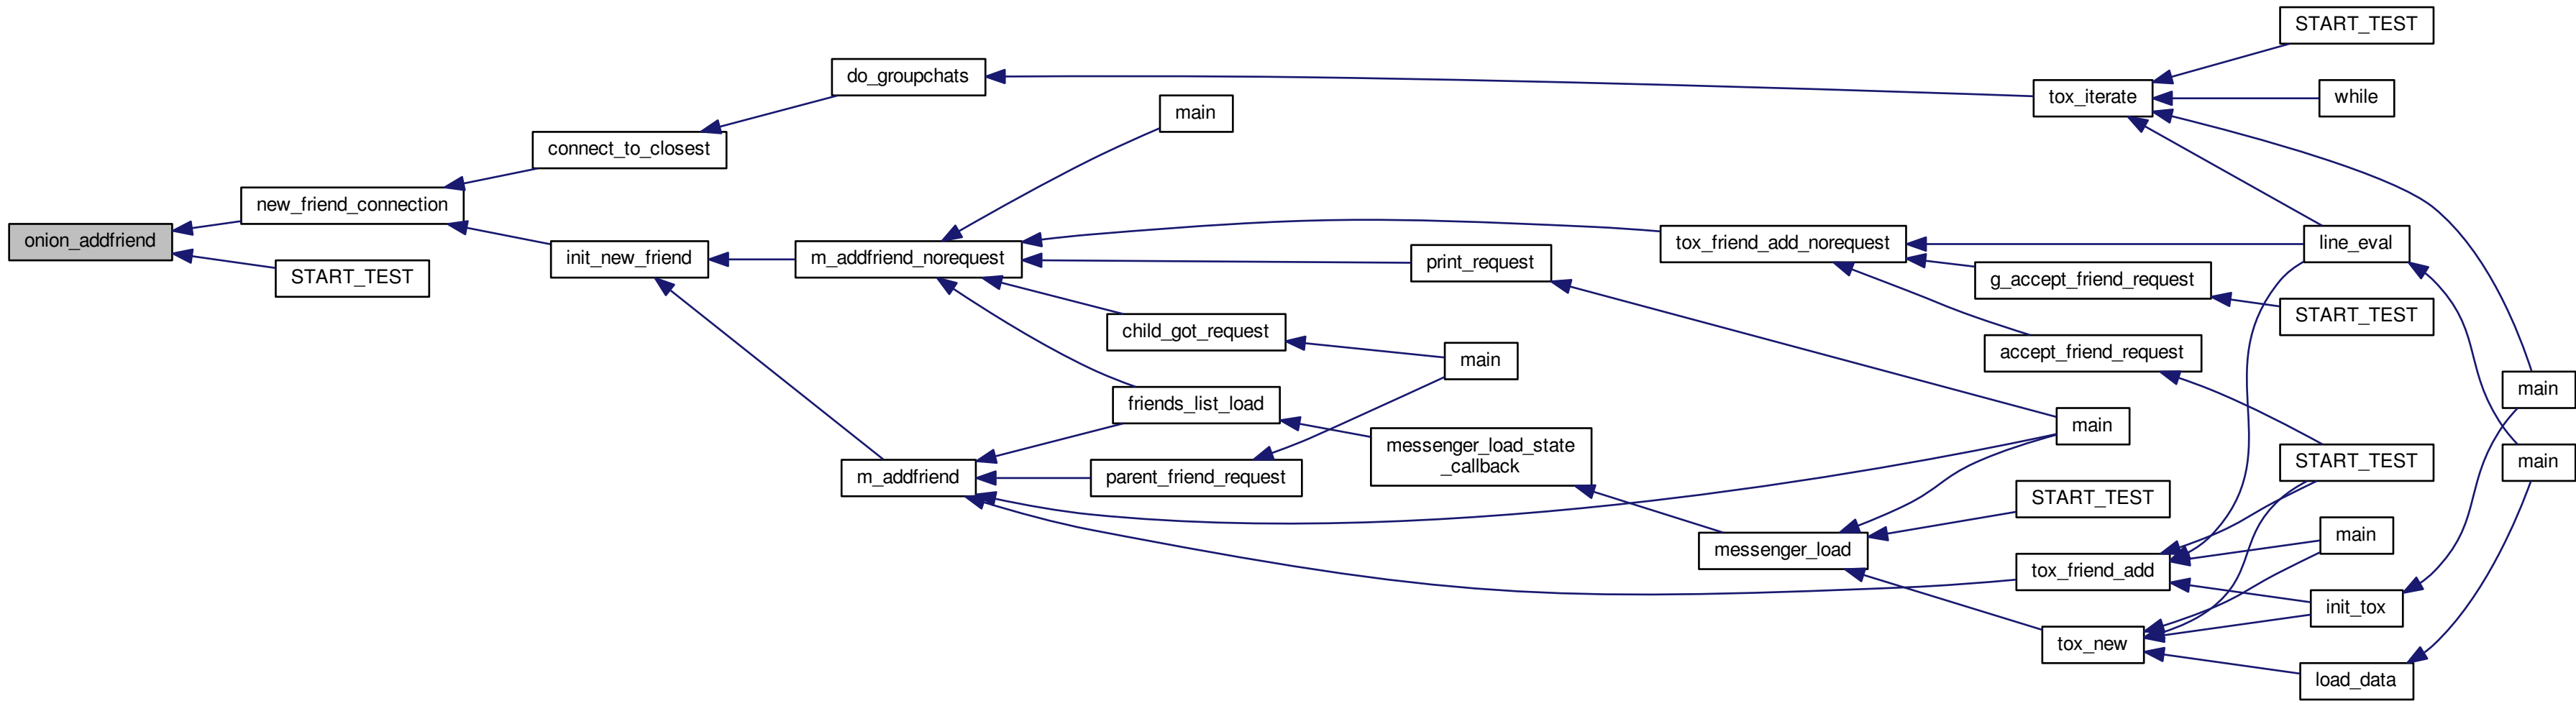 START_TEST
do_groupchats
tox_iterate
while
main
connect_to_closest
new_friend_connection
onion_addfriend
START_TEST
init_new_friend
m_addfriend_norequest
print_request
tox_friend_add_norequest
line_eval
g_accept_friend_request
START_TEST
child_got_request
main
accept_friend_request
main
friends_list_load
main
messenger_load_state
_callback
START_TEST
main
m_addfriend
parent_friend_request
START_TEST
main
messenger_load
tox_friend_add
init_tox
tox_new
load_data